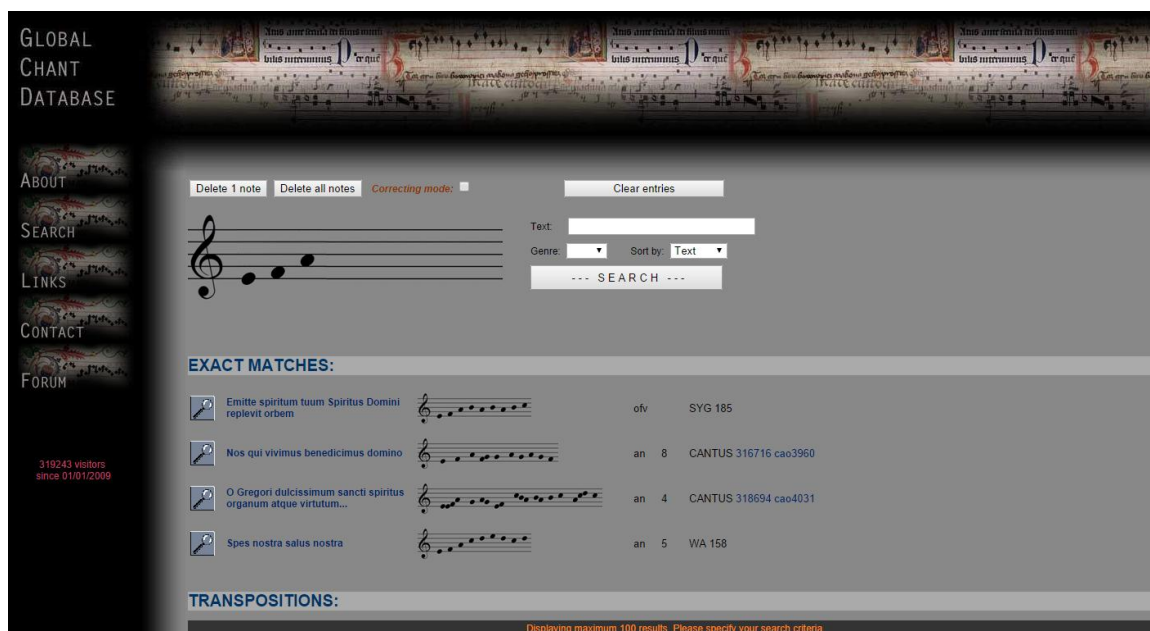 GLOBAL
CHANT
DATABASE
ABOUT
SEARCH
LINKS
CONTACT
FORUM
319243 visitors
since 01/01/2009
Delete 1 note Delete all notes Correcting mode: Clear entries
Text:
Genre: Sort by: Text
--- SEARCH ---
EXACT MATCHES:
Emitte spiritum tuum Spiritus Domini
replevit orbem
ofv SYG 185
Nos qui vivimus benedicimus domino an 8 CANTUS 316716 cao3960
O Gregori dulcissimum sancti spiritus
organum atque virtutum...
an 4 CANTUS 318694 cao4031
Spes nostra salus nostra an 5 WA 158
TRANSPOSITIONS:
Displaying maximum 100 results. Please specify your search criteria